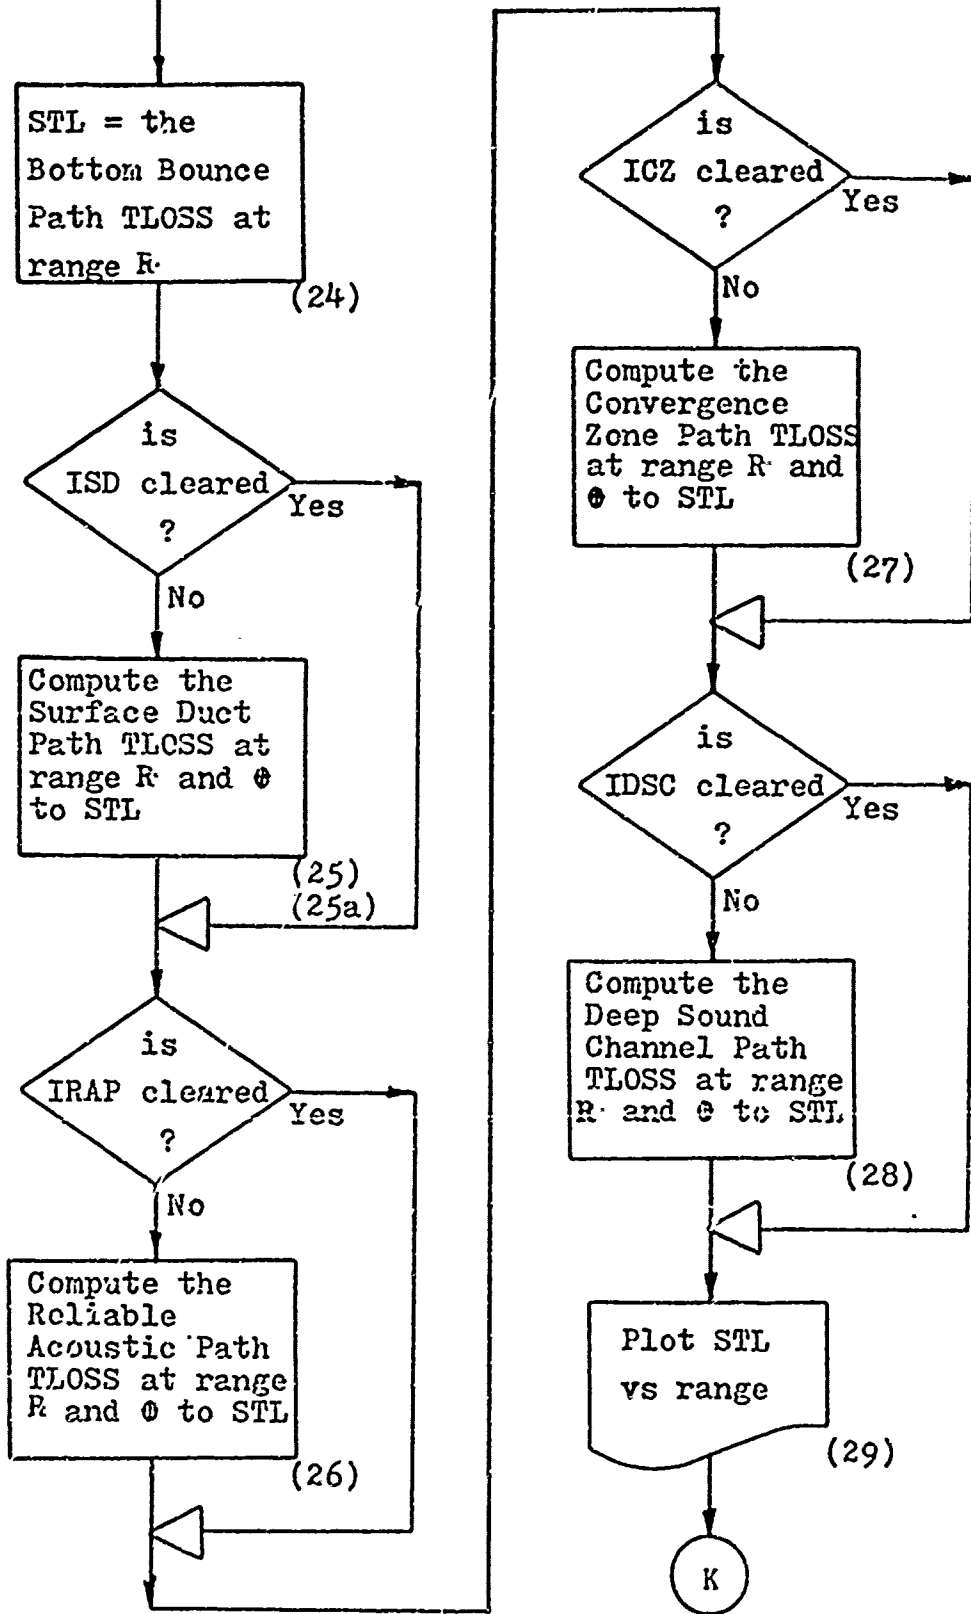 STL = the
Bottom Bounce
Path TLOSS at
range R
(24)
is
ISD cleared
?
Yes
No
Compute the
Surface Duct
Path TLOSS at
range R and ⊕
to STL
(25)
(25a)
is
IRAP cleared
?
Yes
No
Compute the
Reliable
Acoustic Path
TLOSS at range
R and ⊕ to STL
(26)
is
ICZ cleared
?
Yes
No
Compute the
Convergence
Zone Path TLOSS
at range R and
⊕ to STL
(27)
is
IDSC cleared
?
Yes
No
Compute the
Deep Sound
Channel Path
TLOSS at range
R and ⊕ to STL
(28)
Plot STL
vs range
(29)
K